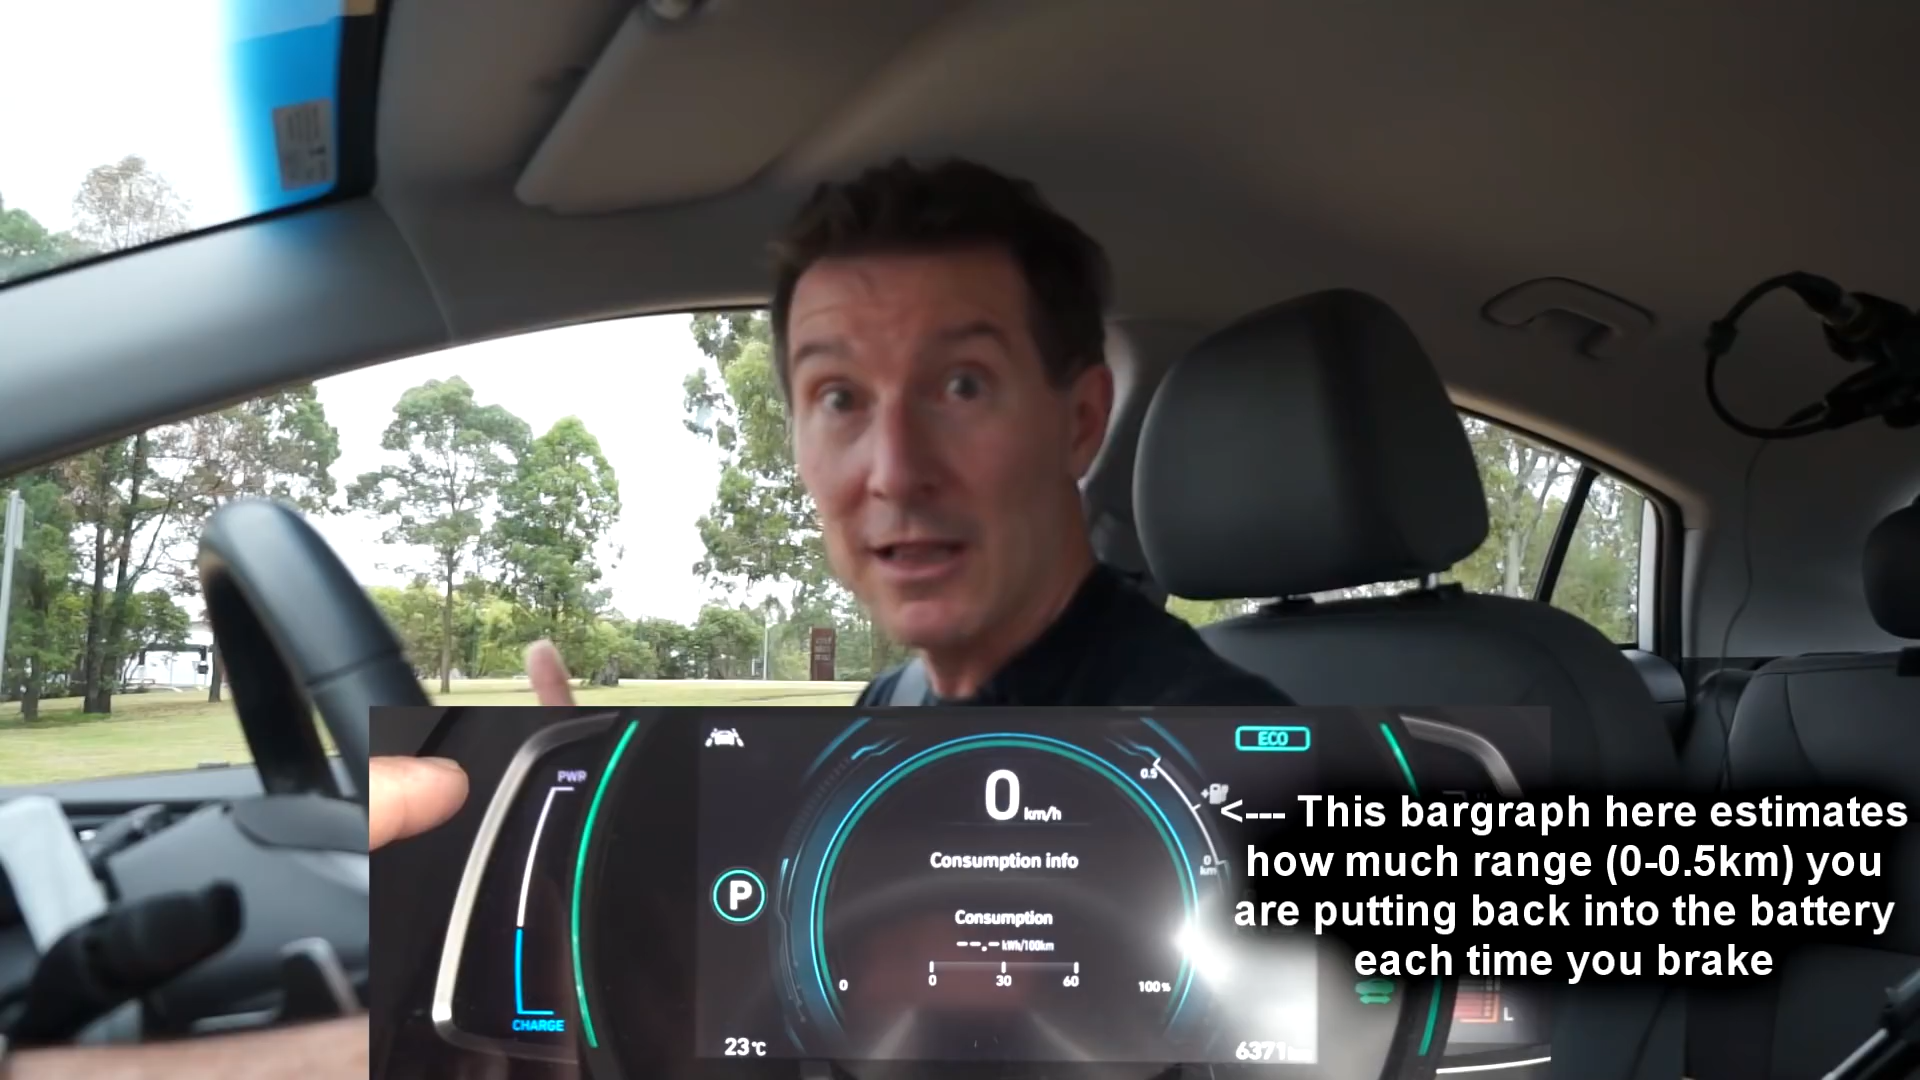 PWR
ECO
0.5
0 km/h
<--- This bargraph here estimates
how much range (0-0.5km) you
are putting back into the battery
each time you brake
0
km
Consumption info
P
Consumption
--.- kWh/100km
0 30 60
0
100%
CHARGE
L
23°C
6371